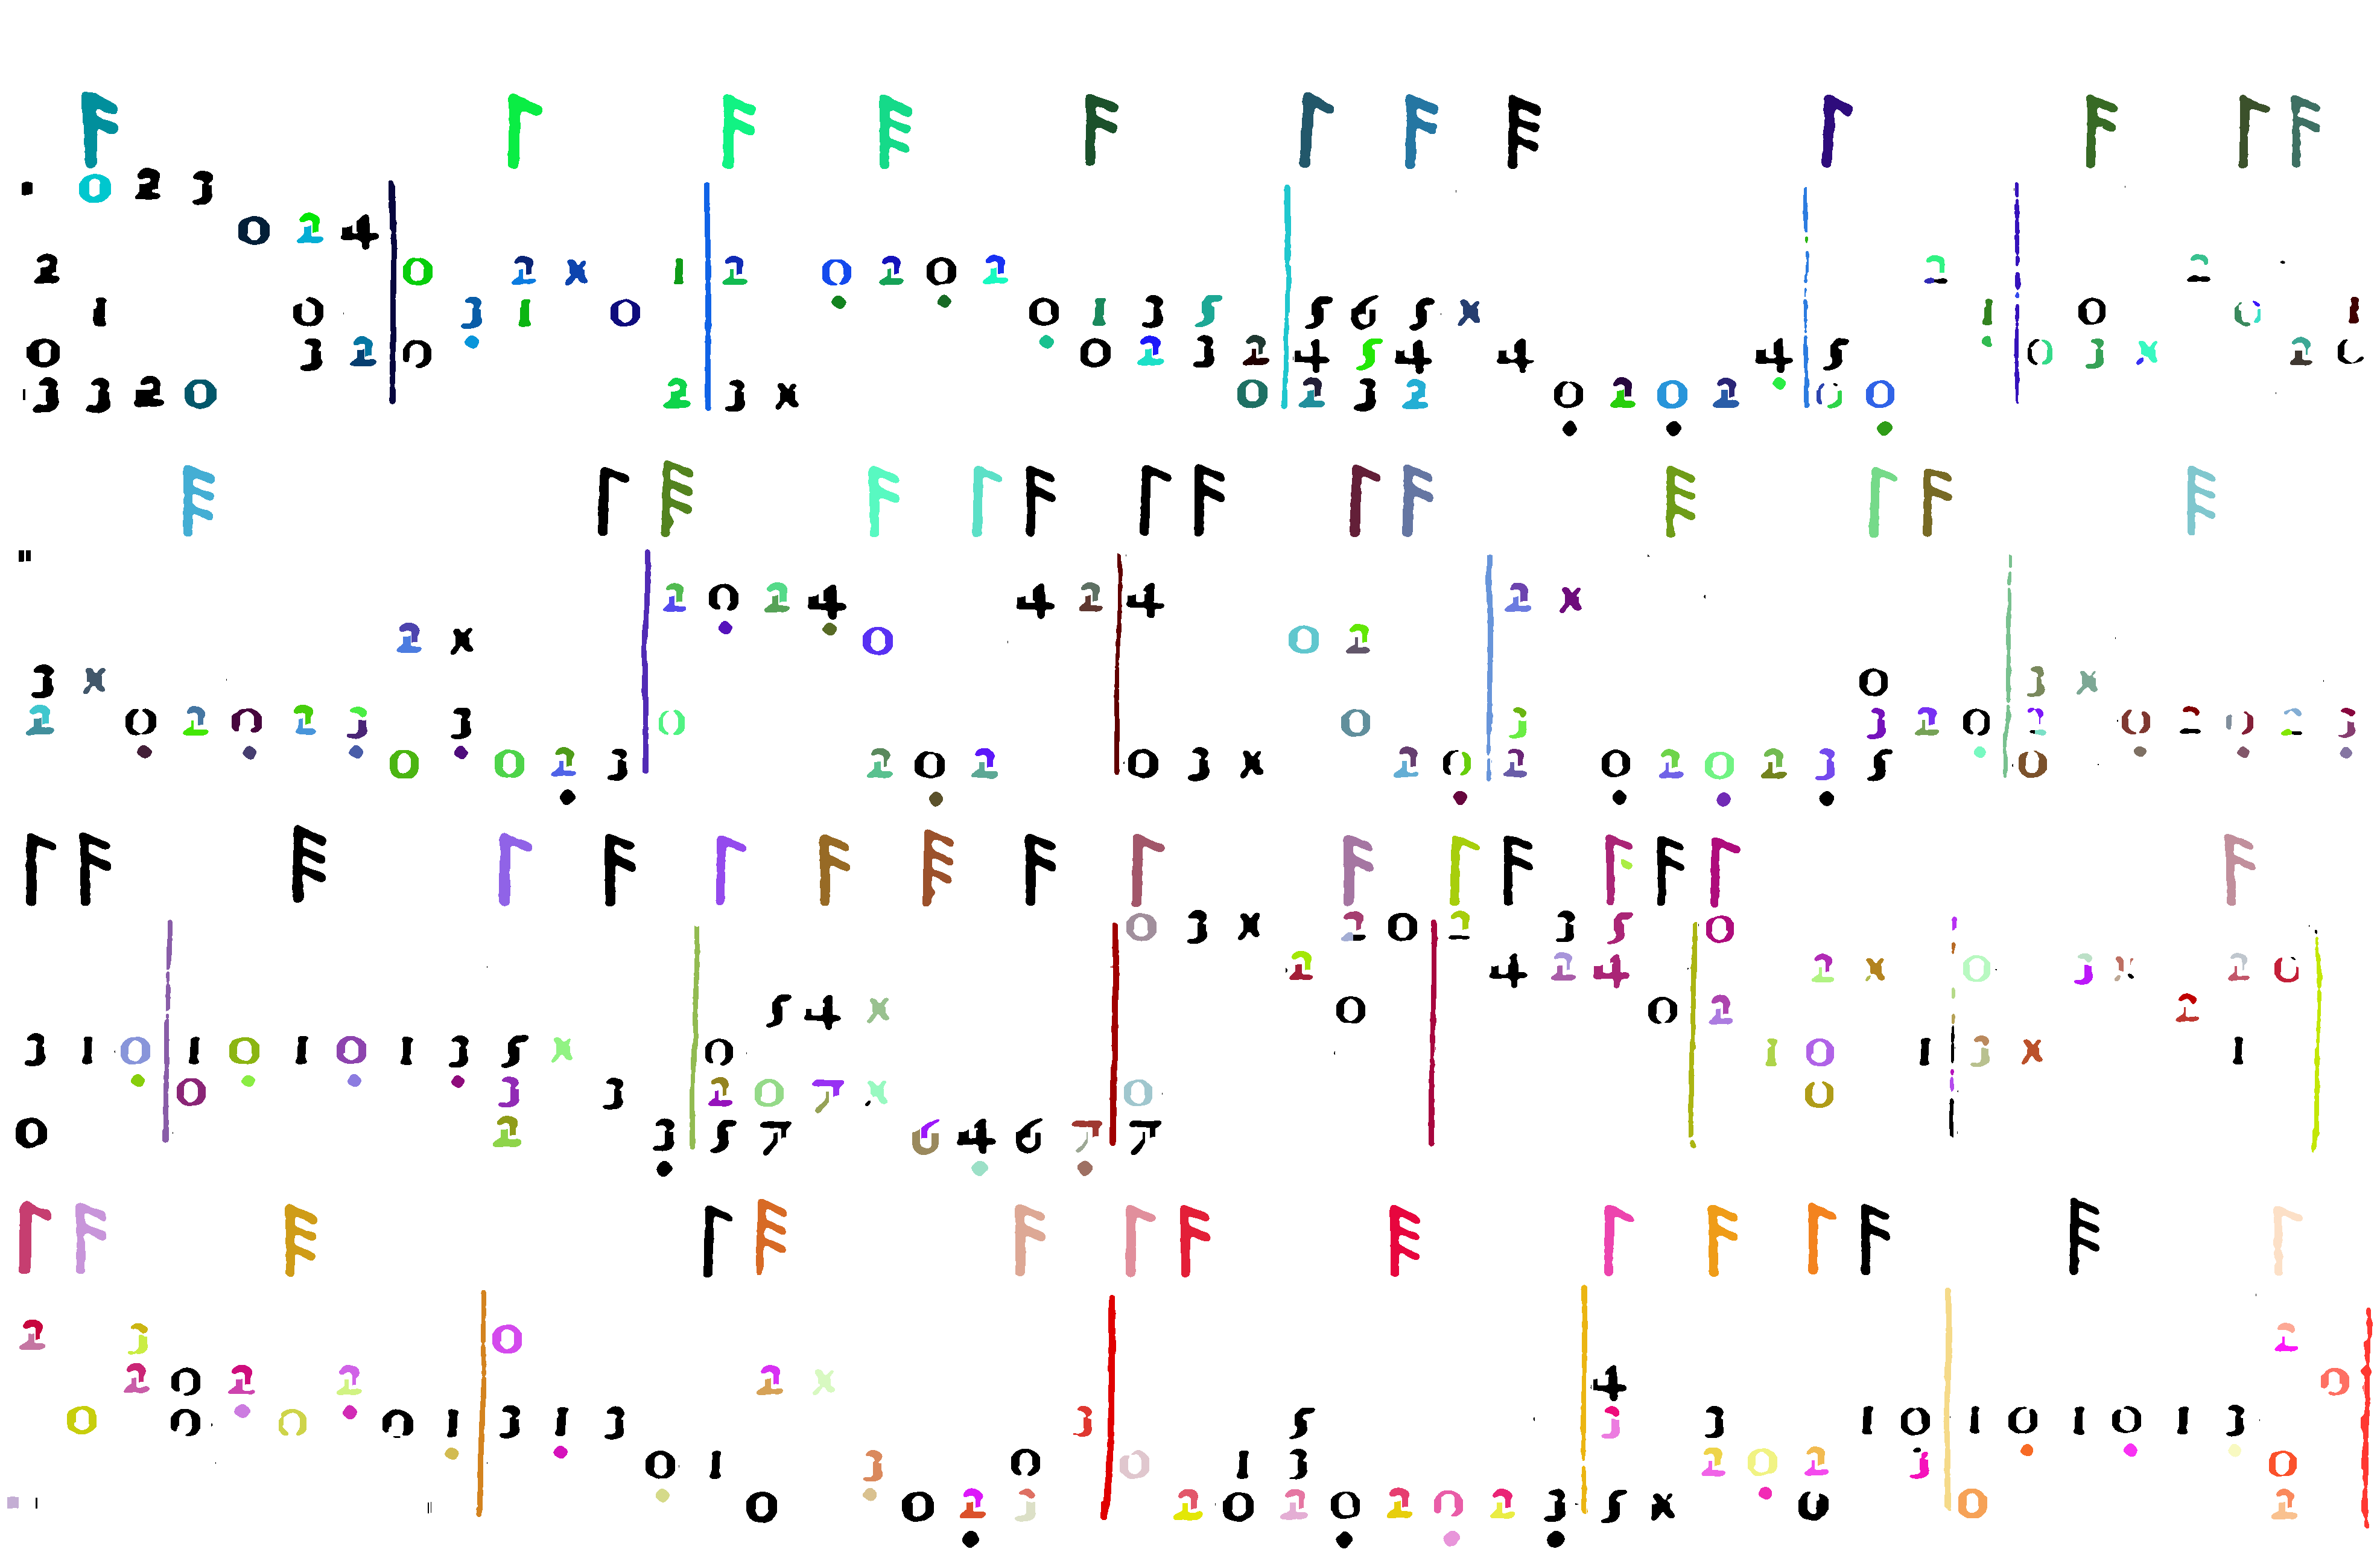 0 2 3
0 2 4
2 0 2 x 1 2 0 2 0 2 2 2
1 0 3 1 0 0 1 3 5 5 6 5 x 1 0 0 1
0 3 2 0 0 2 3 2 4 5 4 4 4 5 0 3 x 2 0
3 3 2 0 2 3 x 0 2 3 2 0 2 0 2 0 0
2 0 2 4 4 2 4 2 x
2 x 0 0 2
3 x 0 3 x
2 0 2 0 2 3 3 0 0 3 3 2 0 2 0 2 0 2 3
0 0 2 3 2 0 2 0 3 x 2 0 2 0 2 0 2 3 5 0
0 3 x 2 0 2 3 5 0
2 4 2 4 2 x 0 3 x 2 0
5 4 x 0 0 2 2
3 1 0 1 0 1 0 1 3 5 x 0 1 0 1 3 x 1
0 3 3 2 0 7 x 0 0
0 2 3 5 7 6 4 6 7 7
2 3 0 2
2 0 2 2 2 x 4 0
0 0 0 0 1 3 1 3 3 5 3 3 1 0 1 0 1 0 1 3
0 1 3 0 0 1 3 2 0 2 3 0
0 0 2 3 2 0 2 0 2 0 2 3 5 x 0 0 2